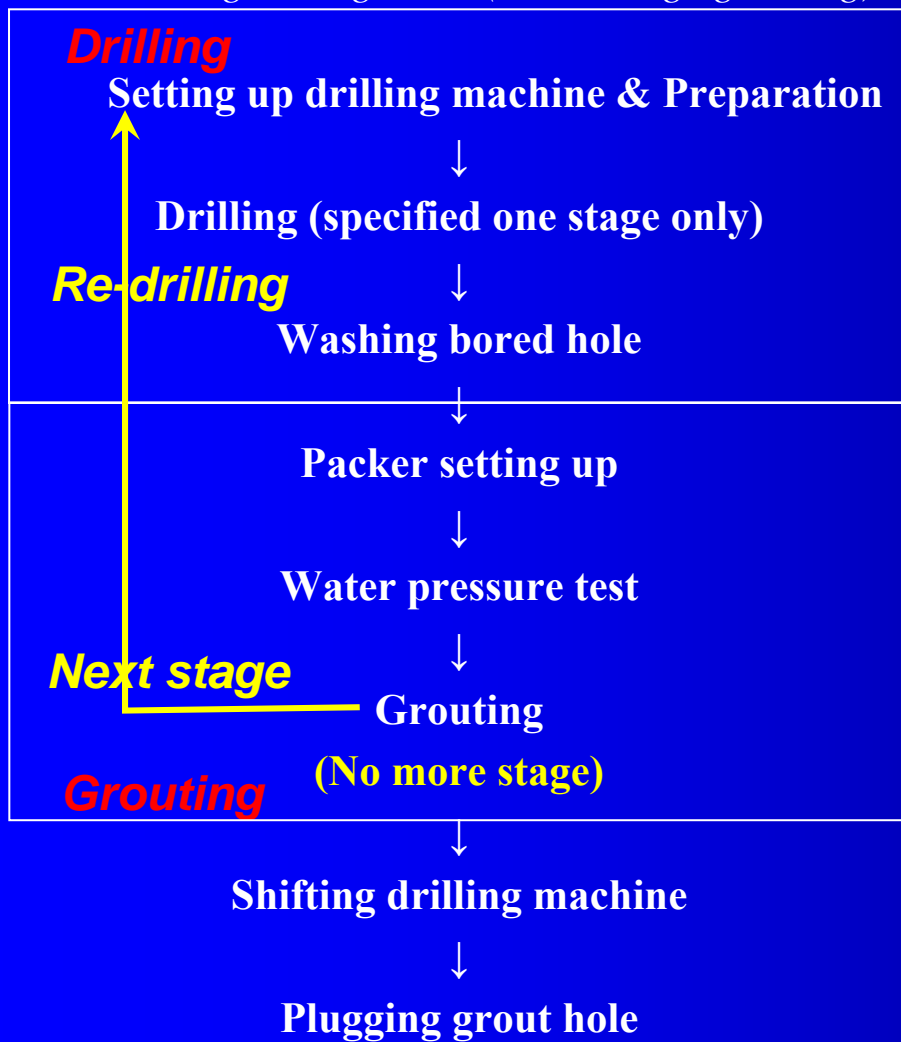 Drilling
Setting up drilling machine & Preparation
↓
Drilling (specified one stage only)
Re-drilling
↓
Washing bored hole
↓
Packer setting up
↓
Water pressure test
↓
Next stage
Grouting
(No more stage)
Grouting
↓
Shifting drilling machine
↓
Plugging grout hole